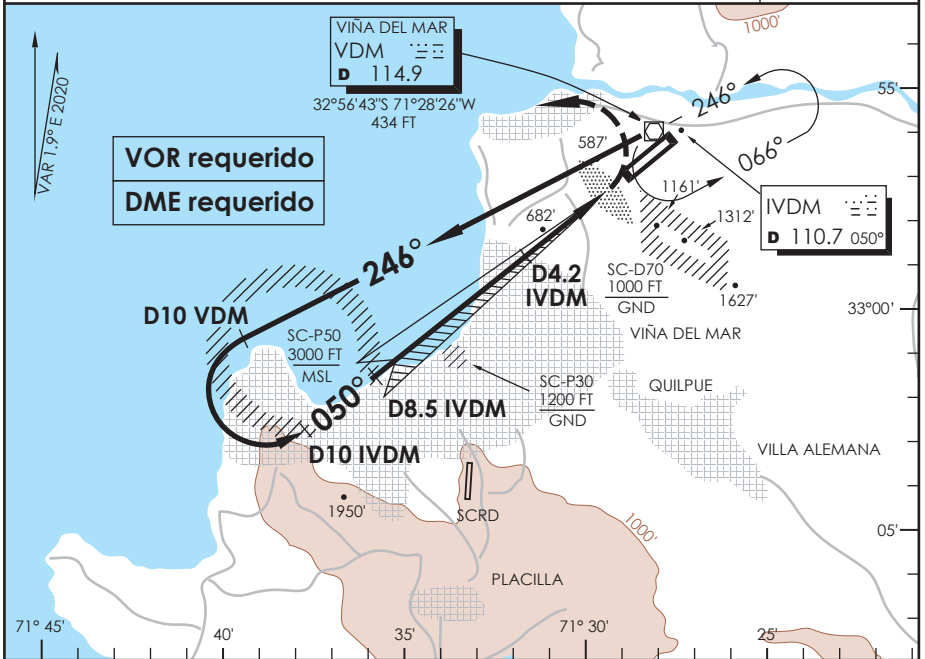 1000'
VIÑA DEL MAR
VDM
D 114.9
32°56'43"S 71°28'26"W
434 FT
VAR 1.9° E 2020
VOR requerido
DME requerido
55'
246°
066°
587'
1161'
1312'
IVDM
D 110.7 050°
682'
246°
D4.2
IVDM
SC-D70
1000 FT
GND
1627'
33°00'
D10 VDM
SC-P50
3000 FT
MSL
VIÑA DEL MAR
050°
D8.5 IVDM
SC-P30
1200 FT
GND
QUILPUE
D10 IVDM
VILLA ALEMANA
1950'
SCRD
1000'
05'
PLACILLA
71° 45'
40'
35'
71° 30'
25'